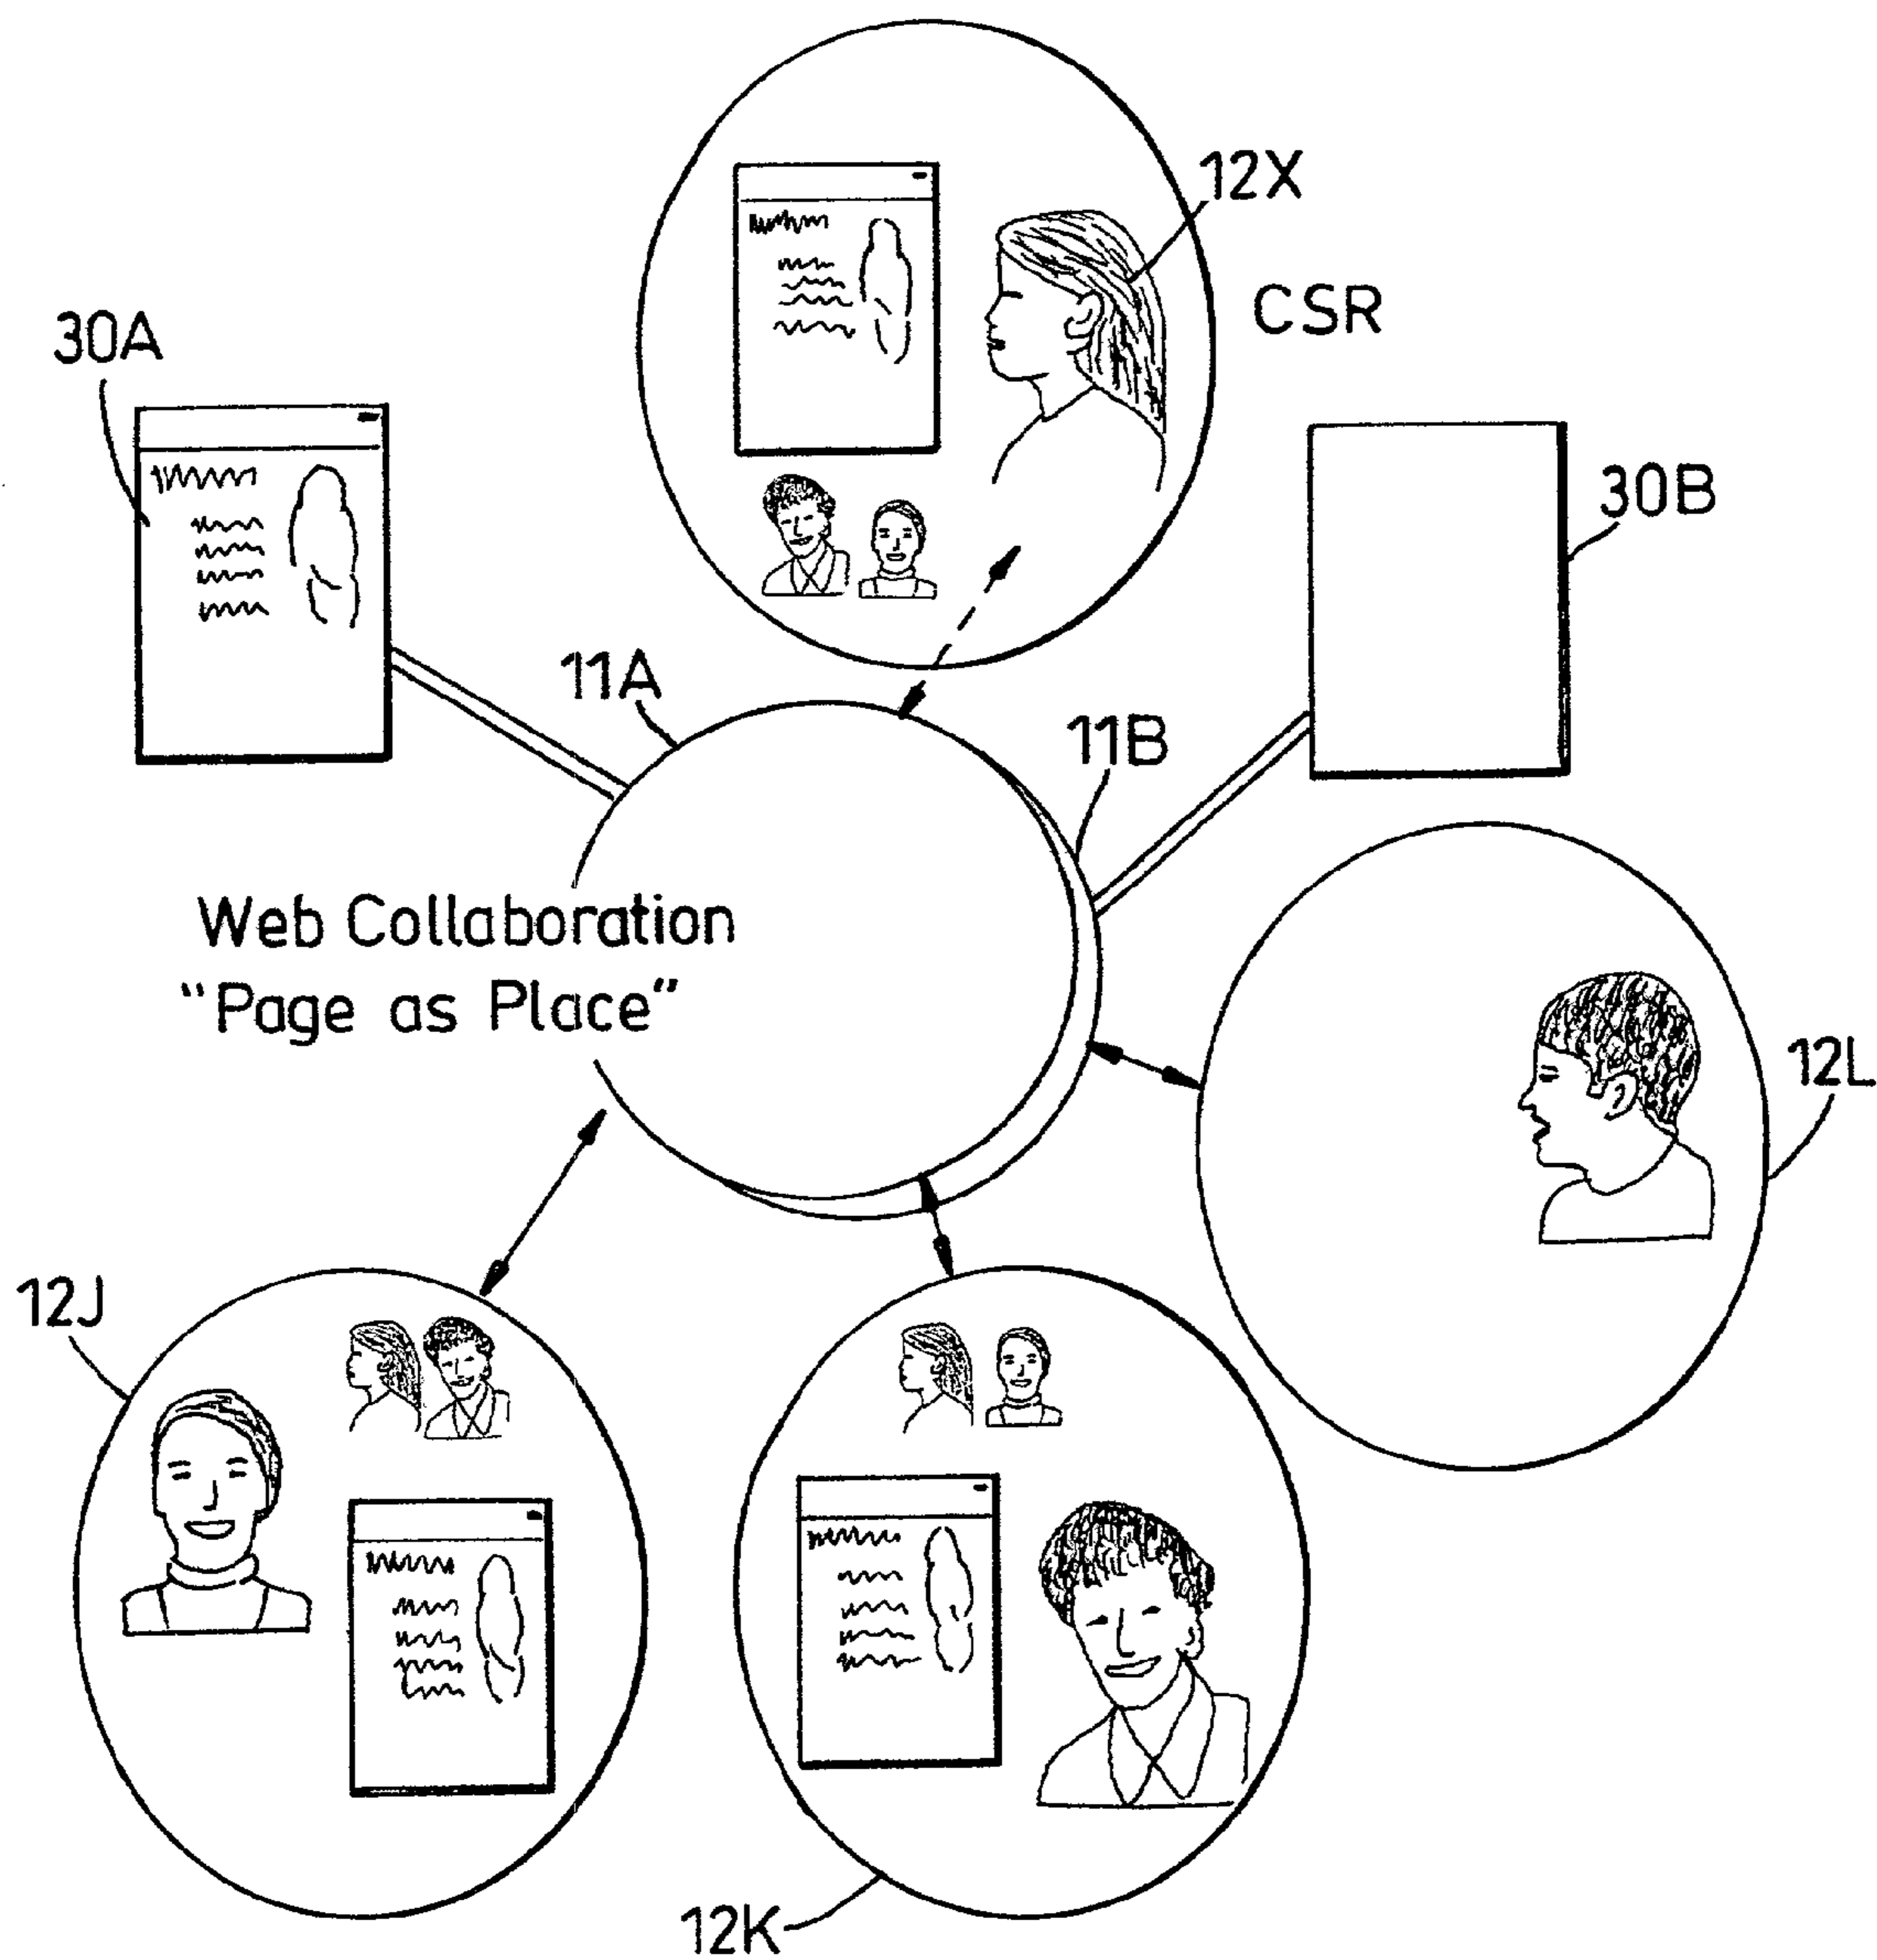 12X
CSR
30A
30B
11A
11B
Web Collaboration
“Page as Place”
12L
12J
12K